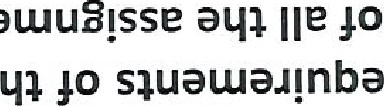 equirements of th
of all the assignme